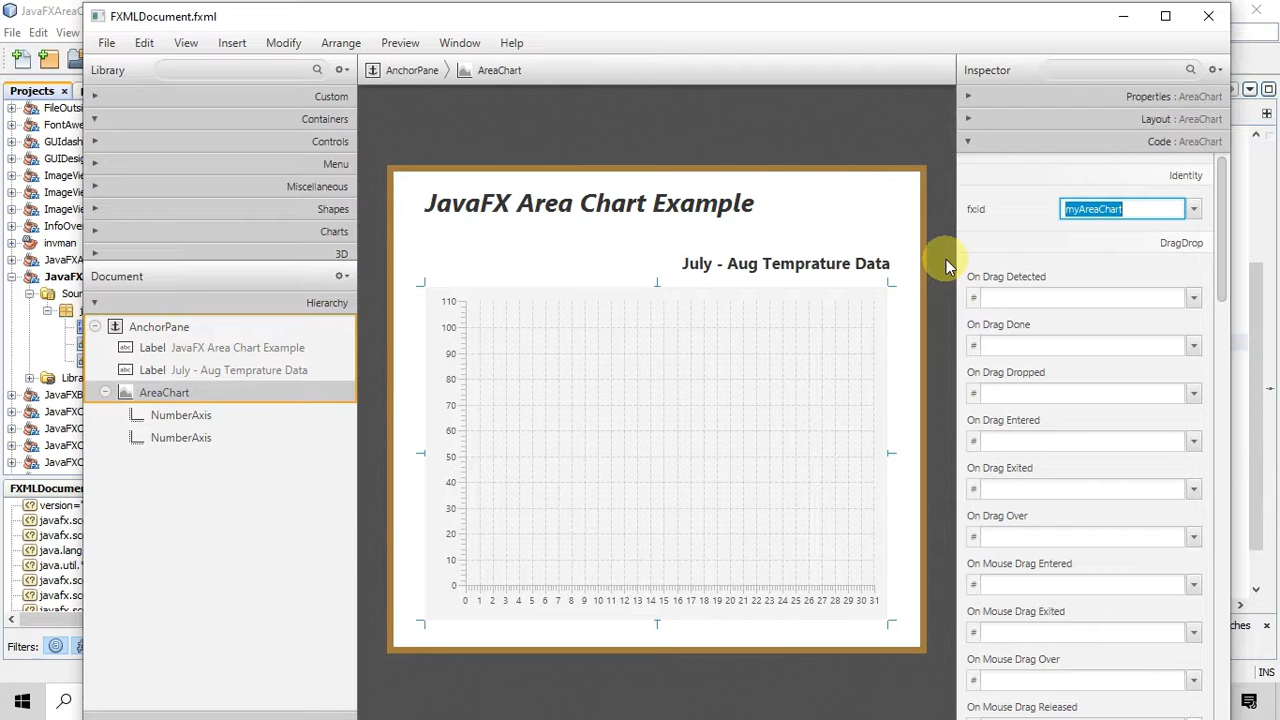 JavaFXArea
FXMLDocument.fxml
File Edit View
File Edit View Insert Modify Arrange Preview Window Help
Library
AnchorPane AreaChart
Inspector
Projects
Custom
Containers
Controls
Menu
Miscellaneous
Shapes
Charts
3D
Properties : AreaChart
Layout : AreaChart
Code : AreaChart
Identity
fx:id myAreaChart
DragDrop
On Drag Detected
#
On Drag Done
#
On Drag Dropped
#
On Drag Entered
#
On Drag Exited
#
On Drag Over
#
On Mouse Drag Entered
#
On Mouse Drag Exited
#
On Mouse Drag Over
#
On Mouse Drag Released
FileOutsi
FontAwe
GUIdash
GUIDesig
ImageVie
ImageVie
ImageVie
InfoOver
invman
JavaFXA
JavaFX
Sour
Libra
JavaFXB
JavaFXC
JavaFXC
JavaFXC
JavaFXC
Document
Hierarchy
AnchorPane
Label JavaFX Area Chart Example
Label July - Aug Temprature Data
AreaChart
NumberAxis
NumberAxis
JavaFX Area Chart Example
July - Aug Temprature Data
110
100
90
80
70
60
50
40
30
20
10
0
0 1 2 3 4 5 6 7 8 9 10 11 12 13 14 15 16 17 18 19 20 21 22 23 24 25 26 27 28 29 30 31
FXMLDocume
version="
javafx.sc
javafx.sc
java.lang
java.util.*
javafx.sc
javafx.sc
Filters:
ches
INS